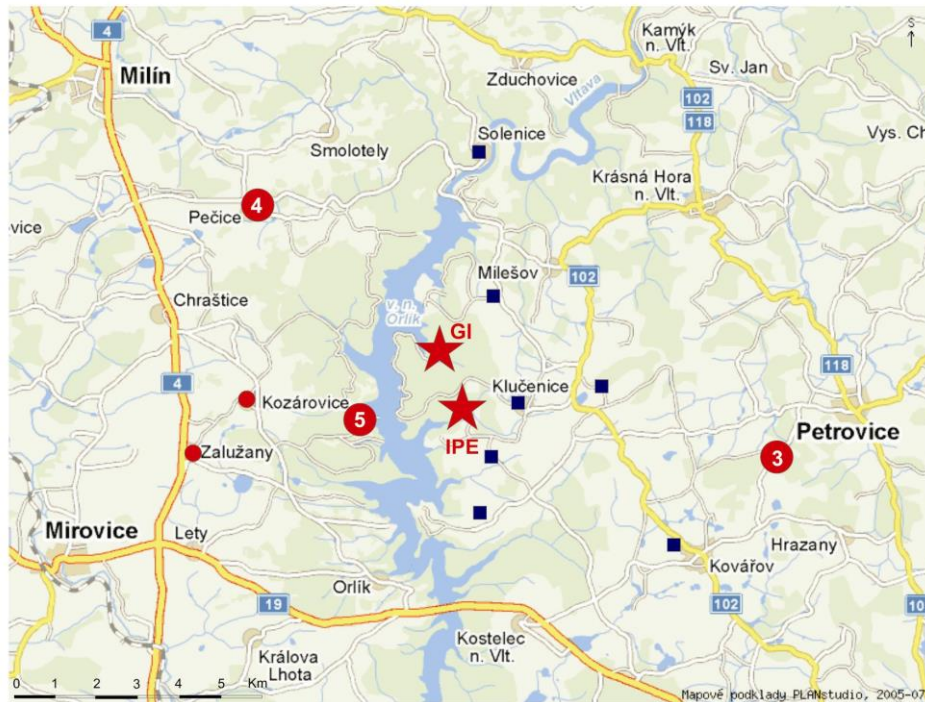 4
Milín
Kamýk
n. Vlt.
Š
Zduchovice
Sv. Jan
Vltava
102
118
Solenice
Vys. Ch
Smolotely
Krásná Hora
n. Vlt.
4
Pečice
ovice
Milešov
102
Chraštice
v. n.
Orlík
GI
118
4
Klučenice
Kozárovice
5
Petrovice
IPE
Zalužany
3
Mirovice
Lety
Hrazany
Kovářov
Orlík
19
102
10
Kostelec
n. Vlt.
Králova
Lhota
0 1 2 3 4 5 Km
Mapové podklady PLANstudio, 2005-07